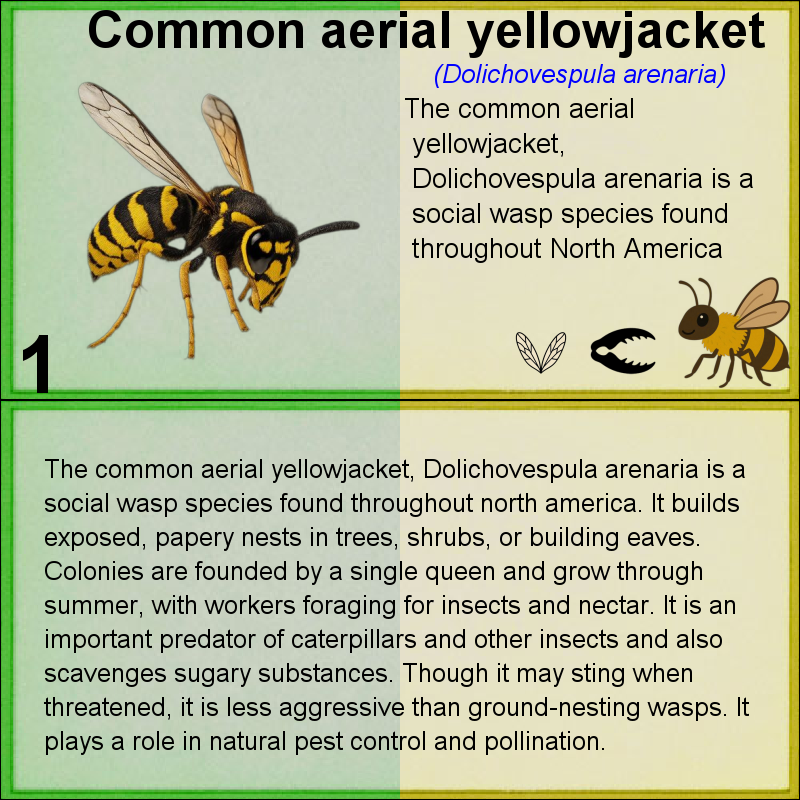 Common aerial yellowjacket
(Dolichovespula arenaria)
The common aerial
yellowjacket,
Dolichovespula arenaria is a
social wasp species found
throughout North America
1
The common aerial yellowjacket, Dolichovespula arenaria is a
social wasp species found throughout north america. It builds
exposed, papery nests in trees, shrubs, or building eaves.
Colonies are founded by a single queen and grow through
summer, with workers foraging for insects and nectar. It is an
important predator of caterpillars and other insects and also
scavenges sugary substances. Though it may sting when
threatened, it is less aggressive than ground-nesting wasps. It
plays a role in natural pest control and pollination.